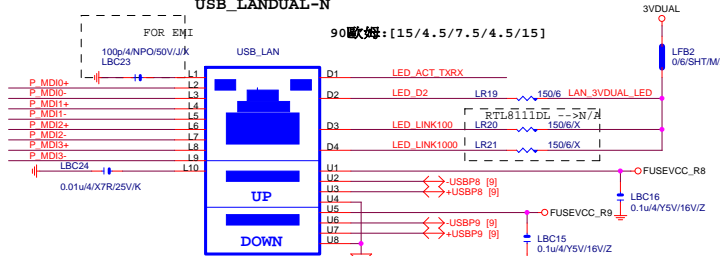 USB_LANDUAL-N
FOR EMI
90歐姆:[15/4.5/7.5/4.5/15]
3VDUAL
100p/4/NPO/50V/J/X
LBC23
USB_LAN
LFB2
0/6/SHT/M/
L1
D1
LED_ACT_TXRX
P_MDI0+
L2
P_MDI0-
L3
D2
LED_D2
LR19
150/6
LAN_3VDUAL_LED
P_MDI1+
L4
P_MDI1-
L5
RTL8111DL -->N/A
P_MDI2+
L6
D3
LED_LINK100
LR20
150/6/X
P_MDI2-
L7
P_MDI3+
L8
D4
LED_LINK1000
LR21
150/6/X
P_MDI3-
L9
LBC24
L10
0.01u/4/X7R/25V/K
U1
FUSEVCC_R8
U2
-USBP8 [9]
UP
U3
+USBP8 [9]
LBC16
0.1u/4/Y5V/16V/Z
U4
U5
FUSEVCC_R9
U6
-USBP9 [9]
U7
+USBP9 [9]
DOWN
U8
LBC15
0.1u/4/Y5V/16V/Z